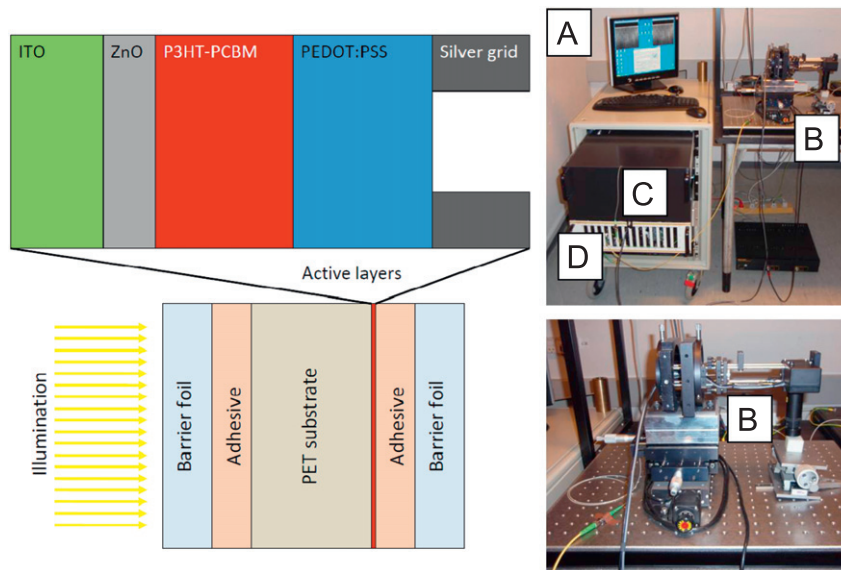 ITO
ZnO
P3HT-PCBM
PEDOT:PSS
Silver grid
Active layers
Illumination
Barrier foil
Adhesive
PET substrate
Adhesive
Barrier foil
A
B
C
D
B